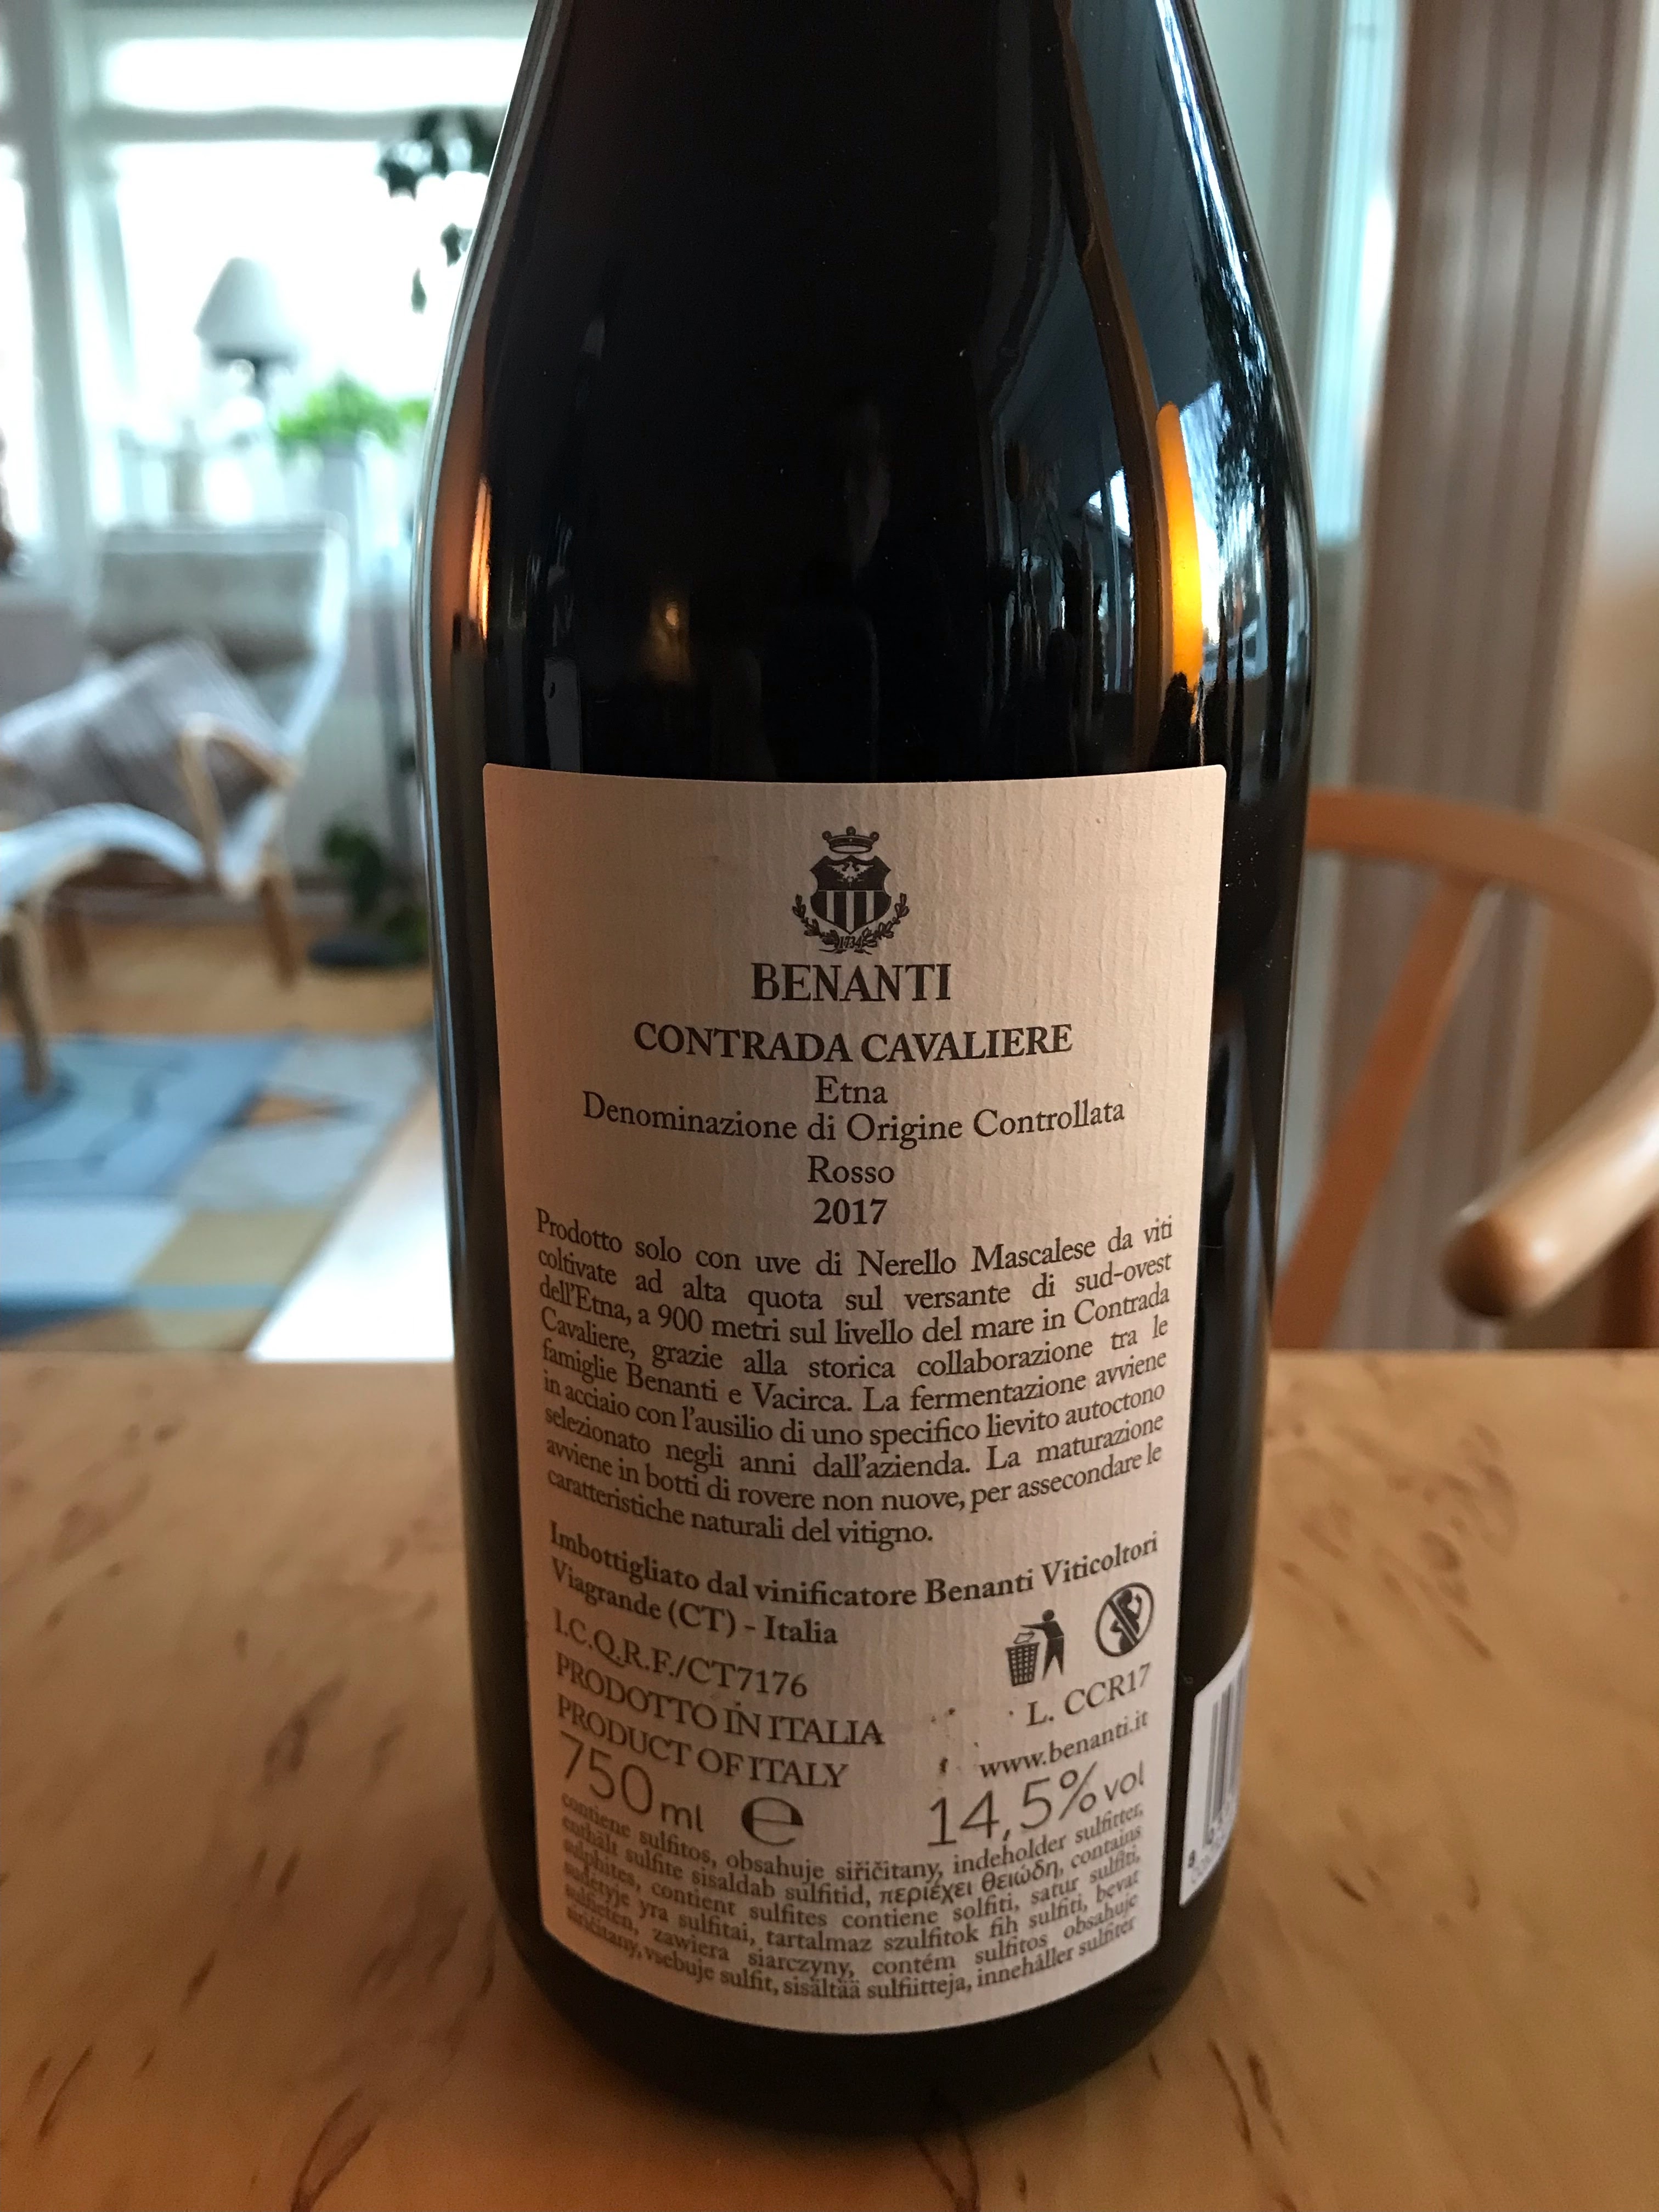 1734
BENANTI
CONTRADA CAVALIERE
Etna
Denominazione di Origine Controllata
Rosso
2017
Prodotto solo con uve di Nerello Mascalese da viti
coltivate ad alta quota sul versante di sud-ovest
dell'Etna, a 900 metri sul livello del mare in Contrada
Cavaliere, grazie alla storica collaborazione tra le
famiglie Benanti e Vacirca. La fermentazione avviene
in acciaio con l'ausilio di uno specifico lievito autoctono
selezionato negli anni dall'azienda. La maturazione
avviene in botti di rovere non nuove, per assecondare le
caratteristiche naturali del vitigno.
Imbottigliato dal vinificatore Benanti Viticoltori
Viagrande (CT) - Italia
I.C.Q.R.F./CT7176
PRODOTTO IN ITALIA
L. CCR17
PRODUCT OF ITALY
www.benanti.it
750 ml e 14,5% vol
contiene sulfitos, obsahuje siřičitany, indeholder sulfitter,
enthält sulfite sisaldab sulfitid, περιέχει θειώδη, contains
sulphites, contient sulfites contiene solfiti, satur sulfiti,
sudėtyje yra sulfitai, tartalmaz szulfitok fih sulfiti, bevat
sulfieten, zawiera siarczyny, contém sulfitos obsahuje
siričitany, vsebuje sulfit, sisältää sulfiitteja, innehåller sulfiter